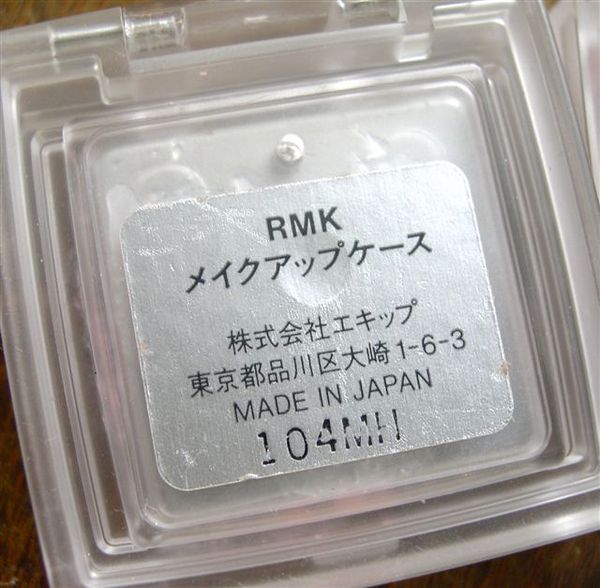 RMK
メイクアップケース
株式会社エキップ
東京都品川区大崎1-6-3
MADE IN JAPAN
104MH